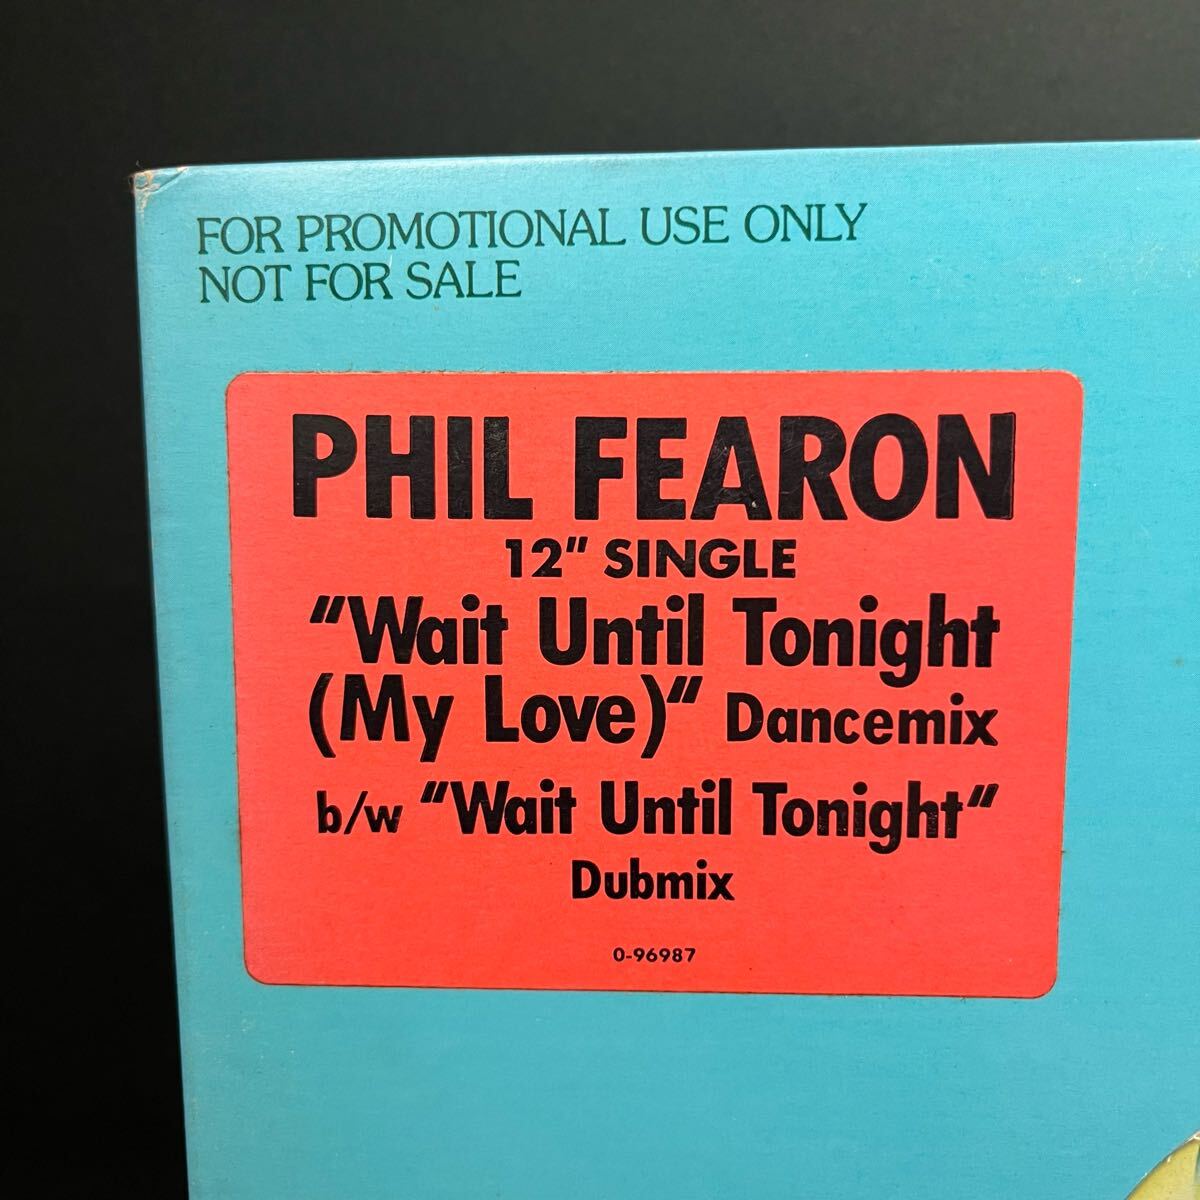 FOR PROMOTIONAL USE ONLY
NOT FOR SALE
PHIL FEARON
12" SINGLE
"Wait Until Tonight
(My Love)" Dancemix
b/w "Wait Until Tonight"
Dubmix
0-96987